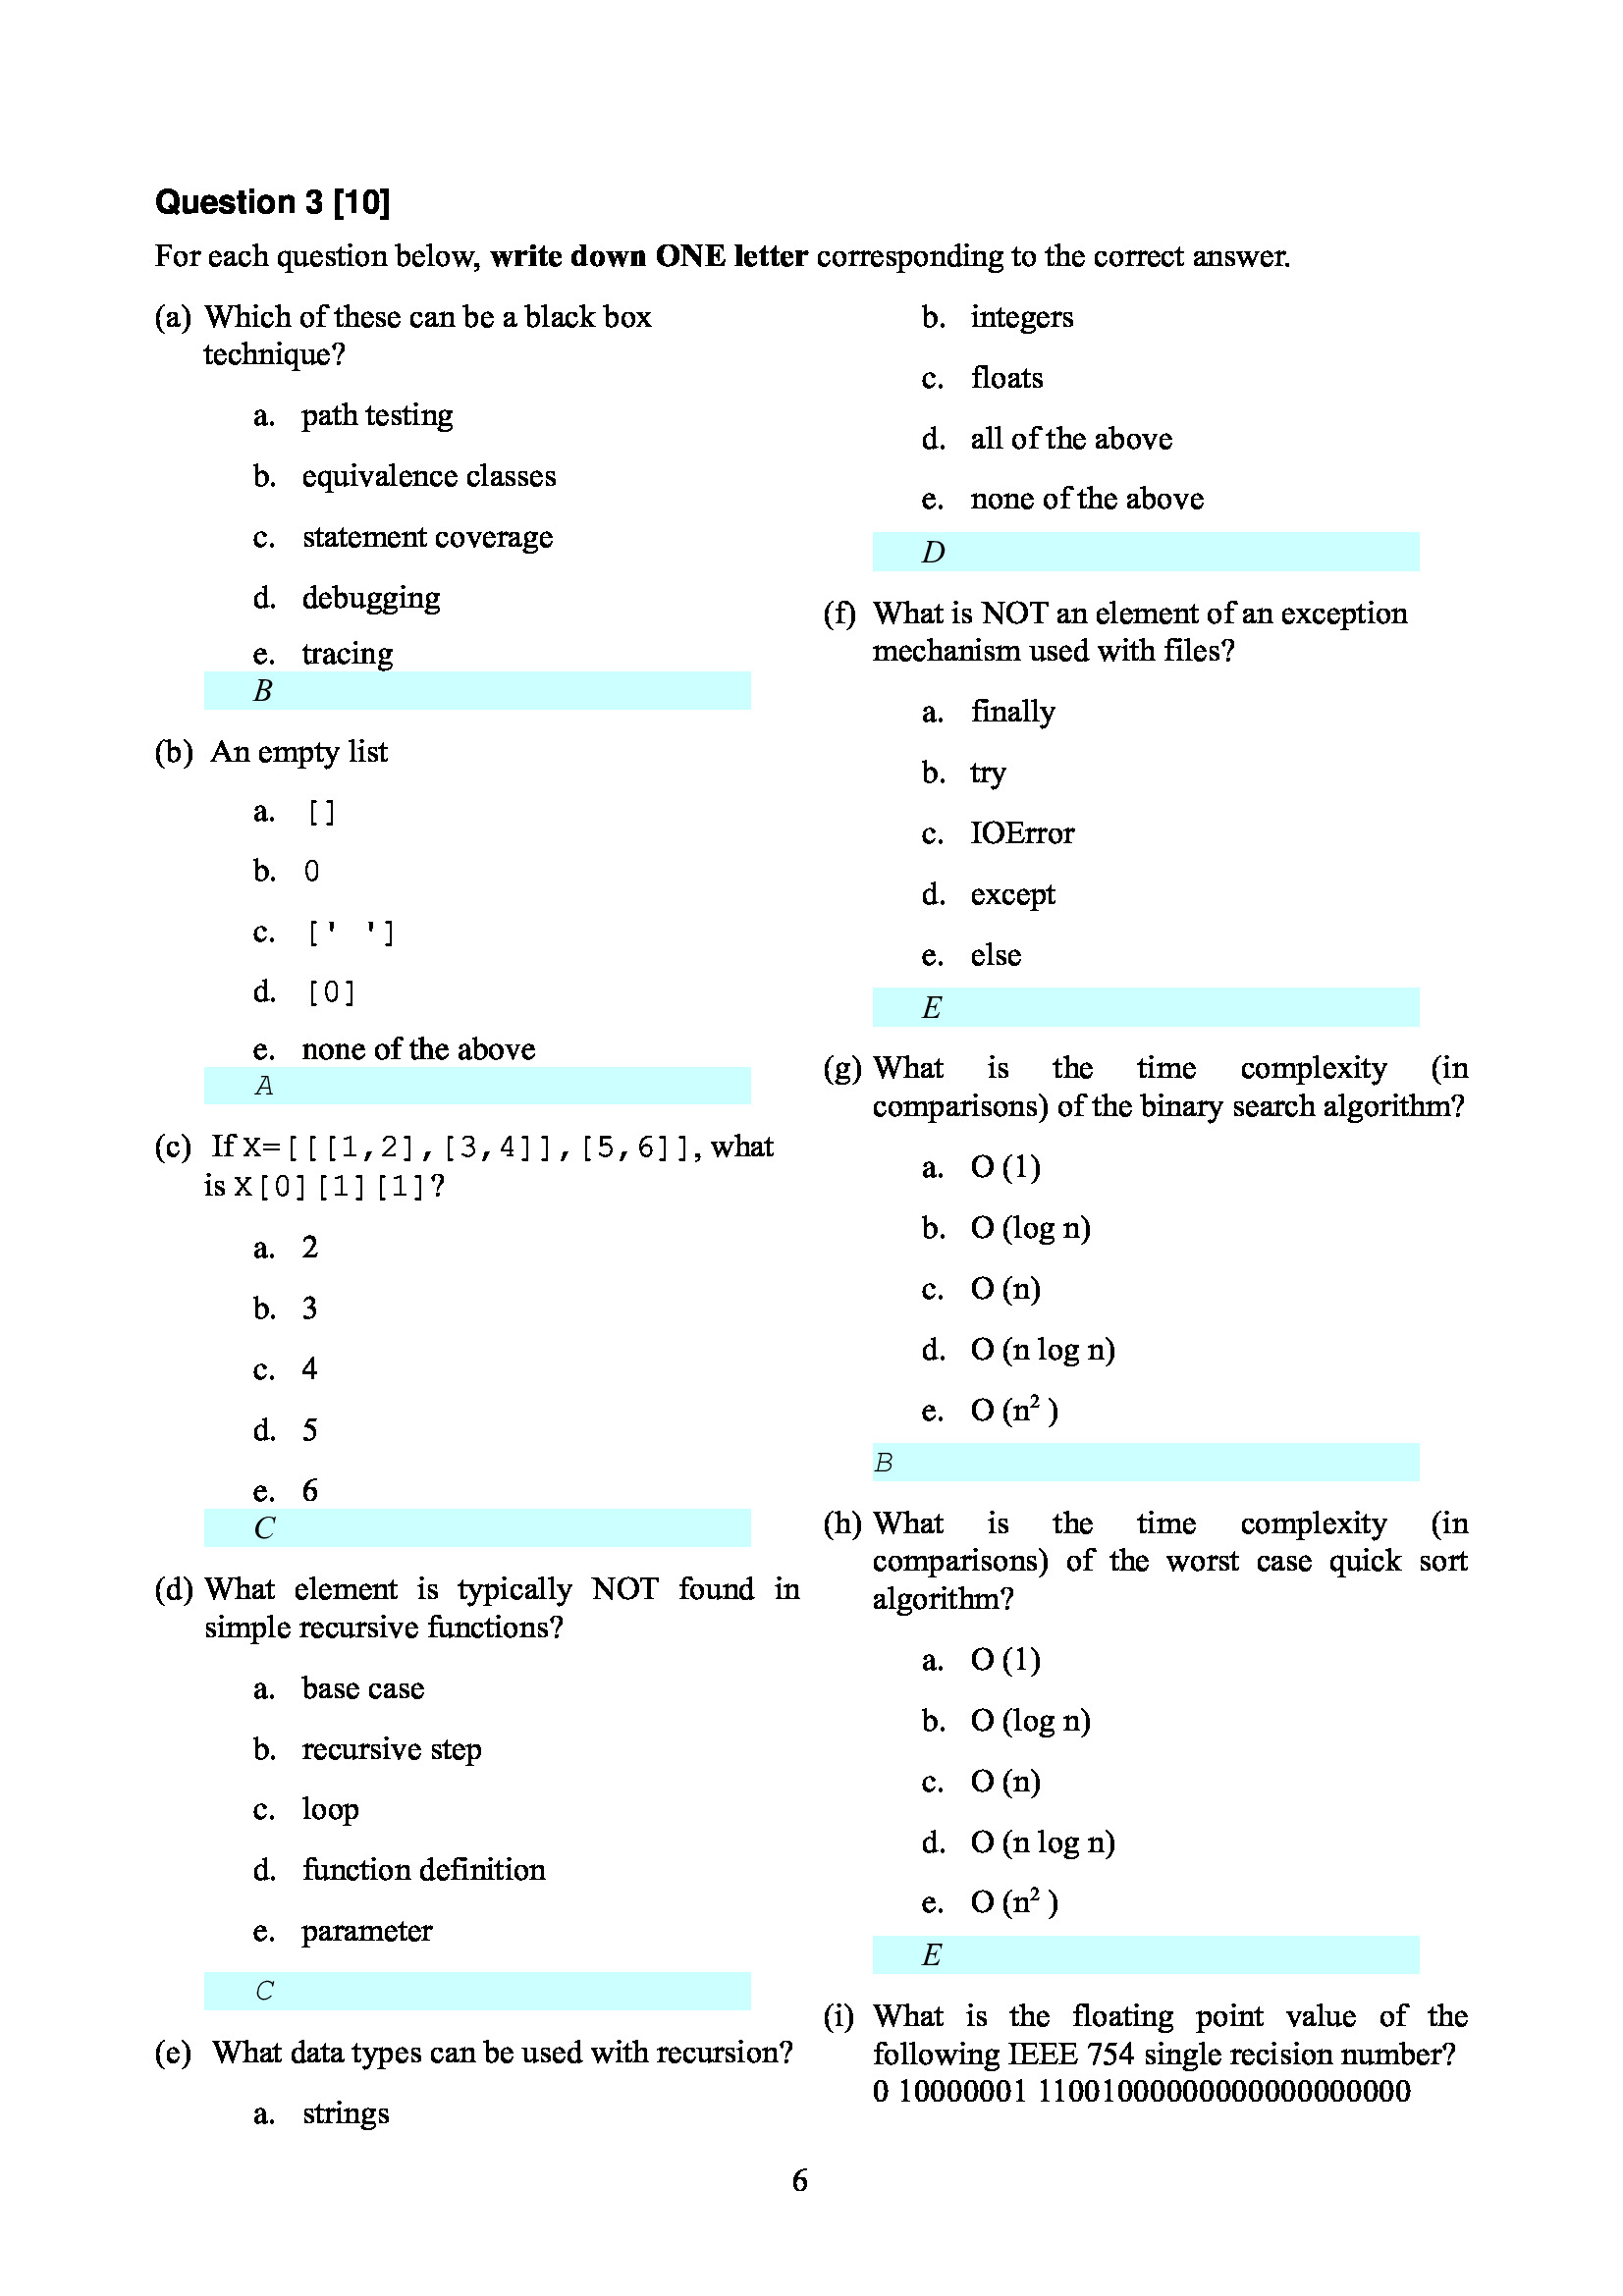 Question 3 [10]
For each question below, write down ONE letter corresponding to the correct answer.
(a) Which of these can be a black box
technique?
a. path testing
b. equivalence classes
c. statement coverage
d. debugging
e. tracing
B
(b) An empty list
a. []
b. 0
c. [' ']
d. [0]
e. none of the above
A
(c) If X=[[[1,2],[3,4]],[5,6]], what
is X[0][1][1]?
a. 2
b. 3
c. 4
d. 5
e. 6
C
(d) What element is typically NOT found in
simple recursive functions?
a. base case
b. recursive step
c. loop
d. function definition
e. parameter
C
(e) What data types can be used with recursion?
a. strings
b. integers
c. floats
d. all of the above
e. none of the above
D
(f) What is NOT an element of an exception
mechanism used with files?
a. finally
b. try
c. IOError
d. except
e. else
E
(g) What is the time complexity (in
comparisons) of the binary search algorithm?
a. O (1)
b. O (log n)
c. O (n)
d. O (n log n)
e. O (n² )
B
(h) What is the time complexity (in
comparisons) of the worst case quick sort
algorithm?
a. O (1)
b. O (log n)
c. O (n)
d. O (n log n)
e. O (n² )
E
(i) What is the floating point value of the
following IEEE 754 single recision number?
0 10000001 11001000000000000000000
6